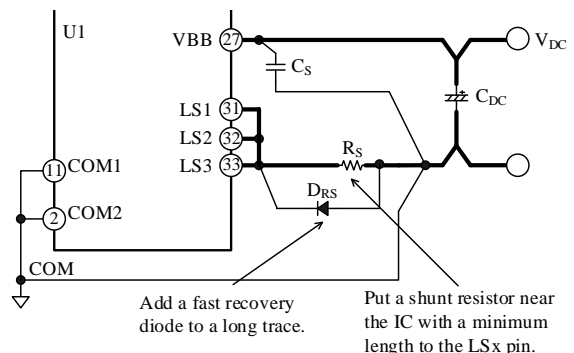 U1
VBB 27
V_DC
C_S
C_DC
LS1 31
LS2 32
LS3 33
R_S
11 COM1
D_RS
2 COM2
COM
Add a fast recovery
diode to a long trace.
Put a shunt resistor near
the IC with a minimum
length to the LSx pin.